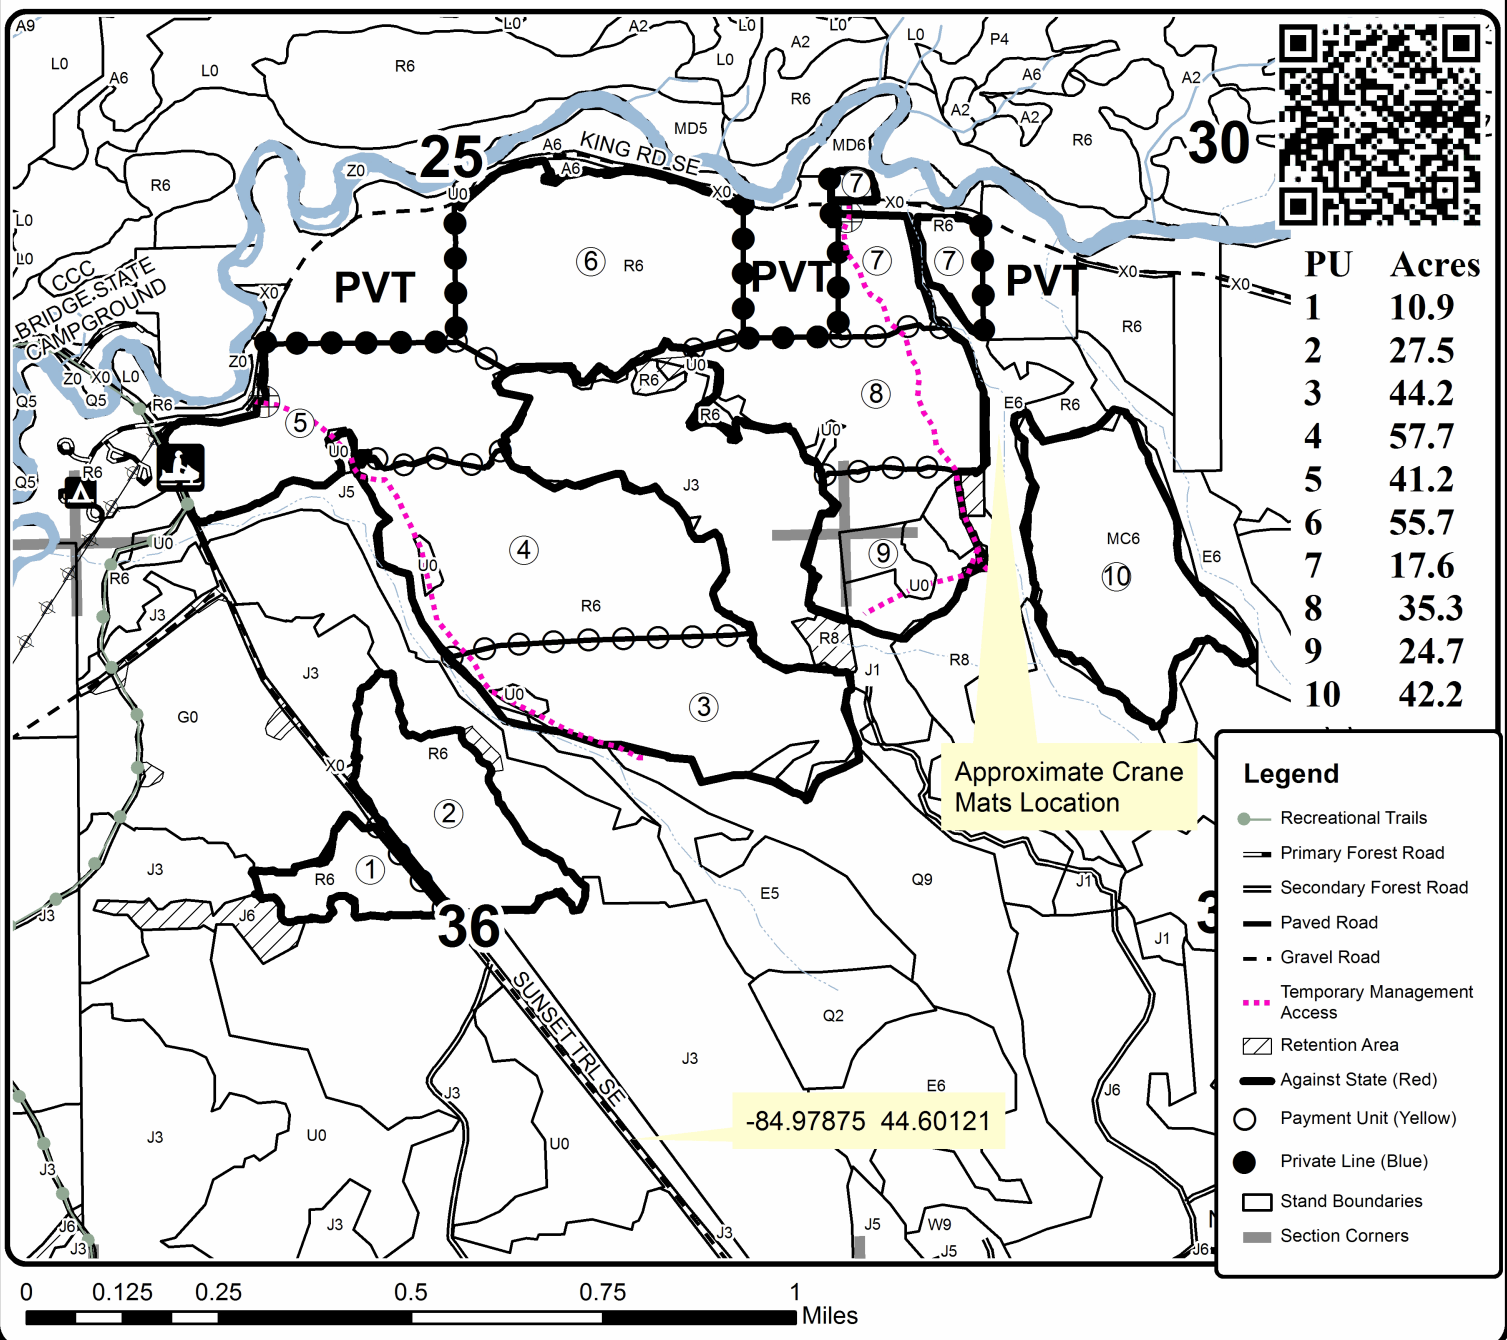 A9
L0
A2
L0
L0
A2
L0
P4
L0
A6
L0
R6
L0
A6
A2
R6
A2
A2
R6
MD5
MD6
25
30
KING RD SE
A6
A6
Z0
R6
U0
X0
7
X0
L0
R6
L0
6
R6
7
7
PVT
PVT
PVT
X0
X0
CCC
BRIDGE STATE
CAMPGROUND
X0
R6
Z0
U0
Z0
X0
L0
R6
R6
Q5
Q5
R6
8
E6
R6
5
R6
U0
U0
R6
Q5
J5
J3
U0
4
9
MC6
E6
R6
U0
U0
10
J3
R6
R8
J3
J1
R8
G0
U0
3
R6
X0
2
J3
R6
1
E5
Q9
J1
J3
J6
36
3
J1
SUNSET TRL SE
Q2
J3
E6
J3
J6
J3
U0
U0
J3
J6
J3
J3
J3
J5
W9
J5
J6
PU Acres
1 10.9
2 27.5
3 44.2
4 57.7
5 41.2
6 55.7
7 17.6
8 35.3
9 24.7
10 42.2
Approximate Crane
Mats Location
-84.97875 44.60121
Legend
Recreational Trails
Primary Forest Road
Secondary Forest Road
Paved Road
Gravel Road
Temporary Management
Access
Retention Area
Against State (Red)
Payment Unit (Yellow)
Private Line (Blue)
Stand Boundaries
Section Corners
0 0.125 0.25 0.5 0.75 1
Miles